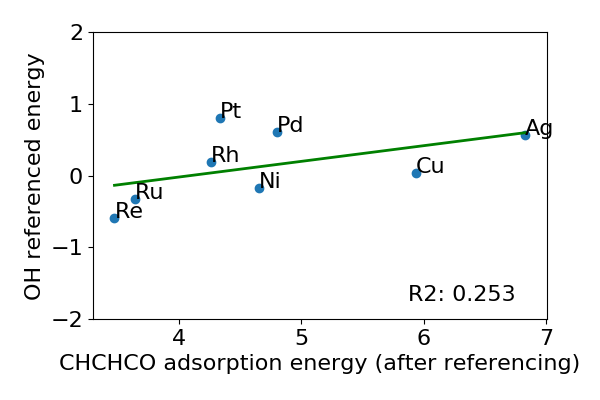 2
1
0
−1
−2
OH referenced energy
Pt
Pd
Ag
Rh
Cu
Ni
Ru
Re
R2: 0.253
4
5
6
7
CHCHCO adsorption energy (after referencing)